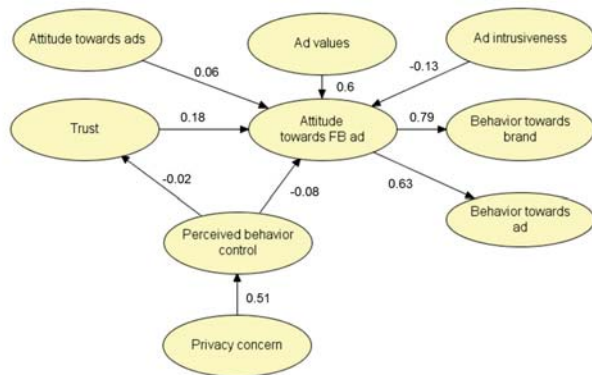 Attitude towards ads
Ad values
Ad intrusiveness
0.06
0.6
-0.13
Trust
0.18
Attitude
towards FB ad
0.79
Behavior towards
brand
-0.02
-0.08
0.63
Behavior towards
ad
Perceived behavior
control
0.51
Privacy concern